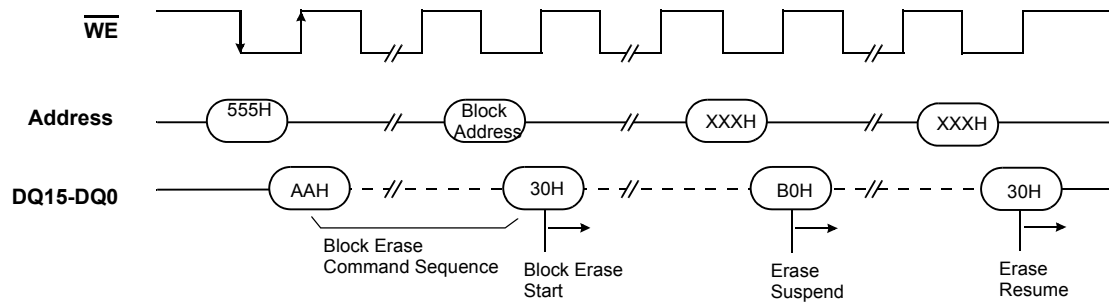 WE
Address
555H
Block
Address
XXXH
XXXH
DQ15-DQ0
AAH
30H
B0H
30H
Block Erase
Command Sequence
Block Erase
Start
Erase
Suspend
Erase
Resume